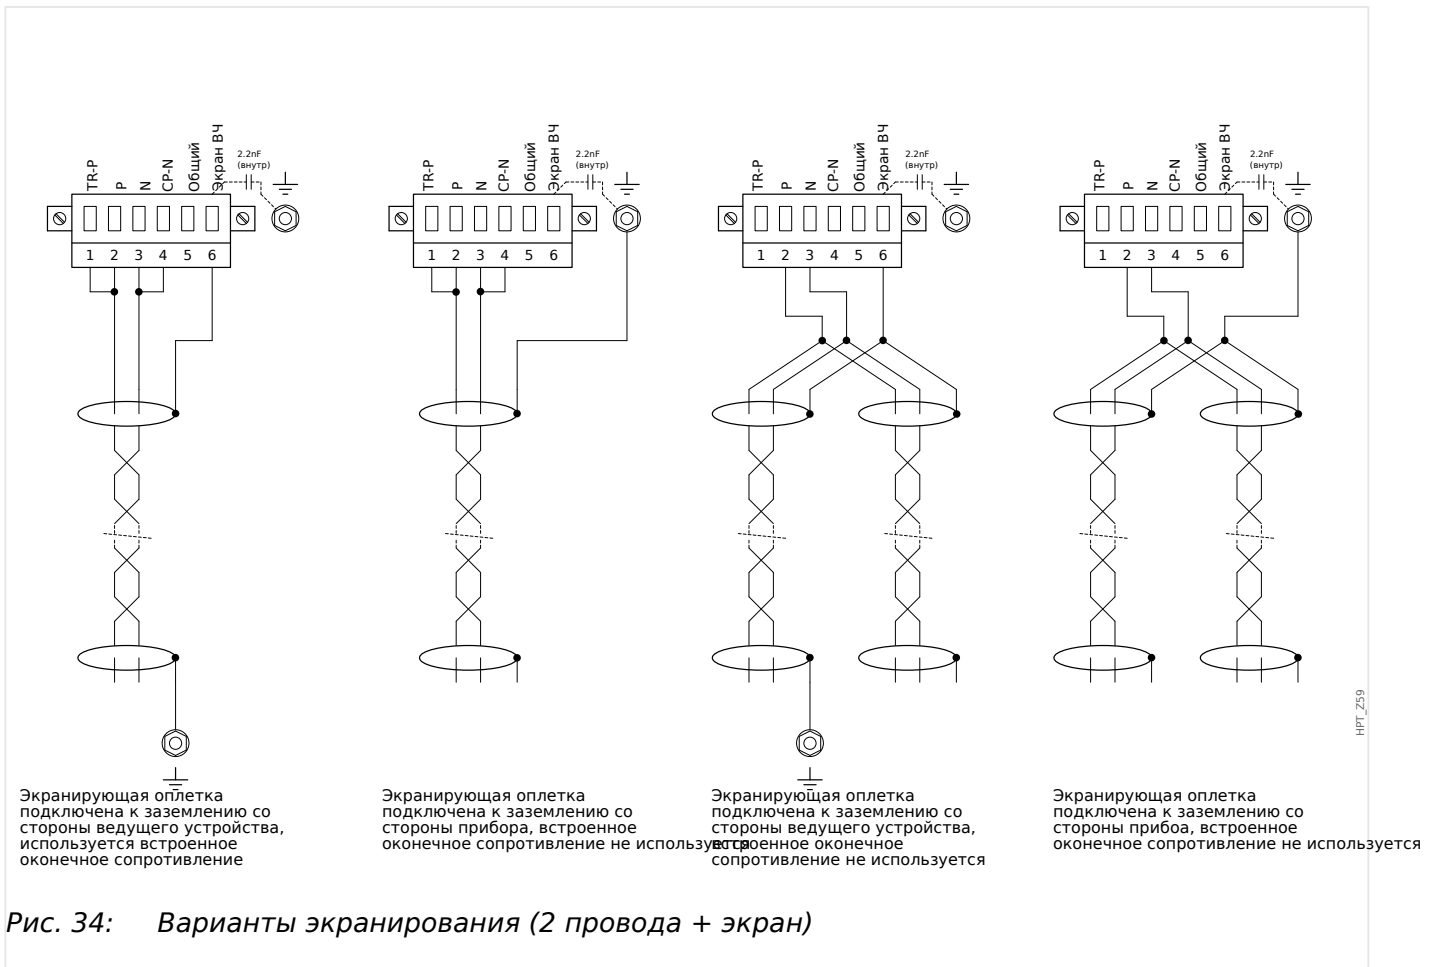 TR-P P N CP-N Общий Экран ВЧ
2.2nF
(внутр)
1 2 3 4 5 6
TR-P P N CP-N Общий Экран ВЧ
2.2nF
(внутр)
1 2 3 4 5 6
TR-P P N CP-N Общий Экран ВЧ
2.2nF
(внутр)
1 2 3 4 5 6
TR-P P N CP-N Общий Экран ВЧ
2.2nF
(внутр)
1 2 3 4 5 6
HPT_Z59
Экранирующая оплетка
подключена к заземлению со
стороны ведущего устройства,
используется встроенное
оконечное сопротивление
Экранирующая оплетка
подключена к заземлению со
стороны прибора, встроенное
оконечное сопротивление не используется
Экранирующая оплетка
подключена к заземлению со
стороны ведущего устройства,
встроенное оконечное
сопротивление не используется
Экранирующая оплетка
подключена к заземлению со
стороны прибоа, встроенное
оконечное сопротивление не используется
Рис. 34: Варианты экранирования (2 провода + экран)